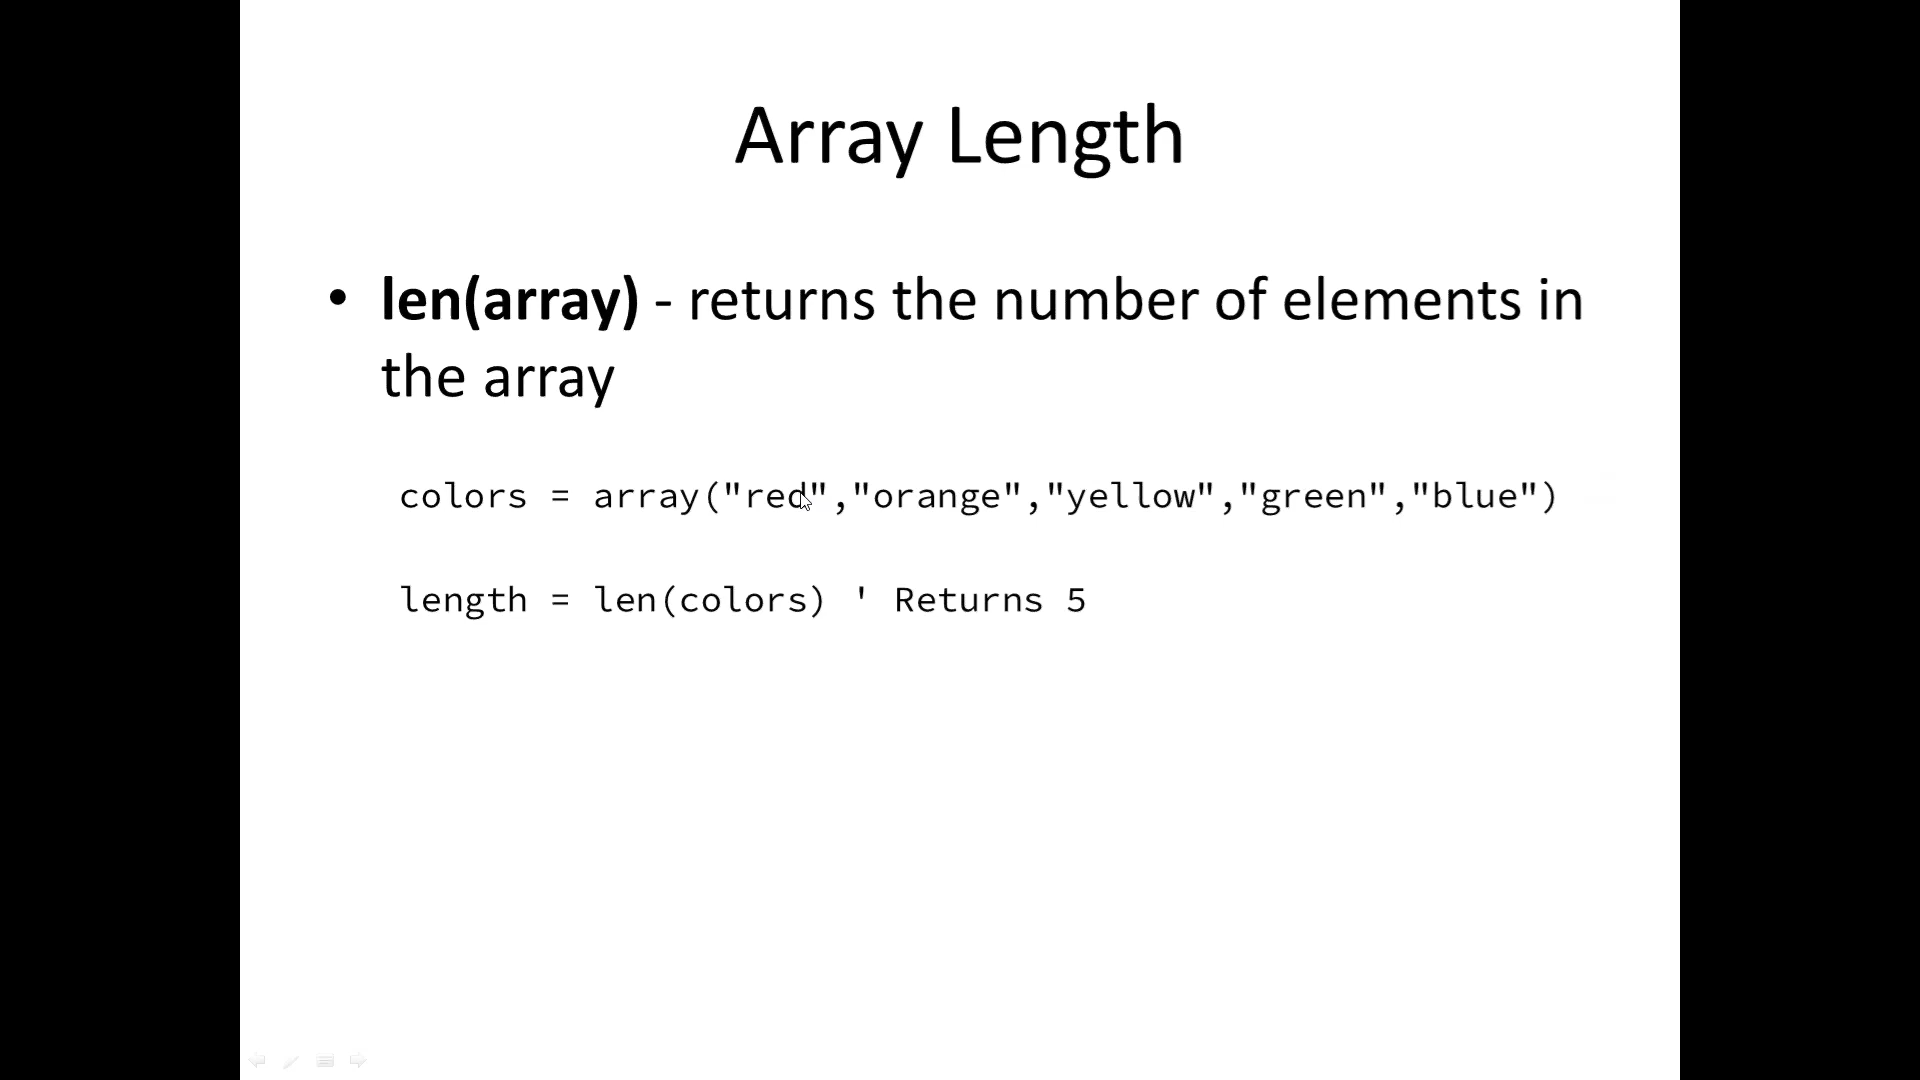 Array Length
• len(array) - returns the number of elements in
the array
colors = array("red","orange","yellow","green","blue")
length = len(colors) ' Returns 5